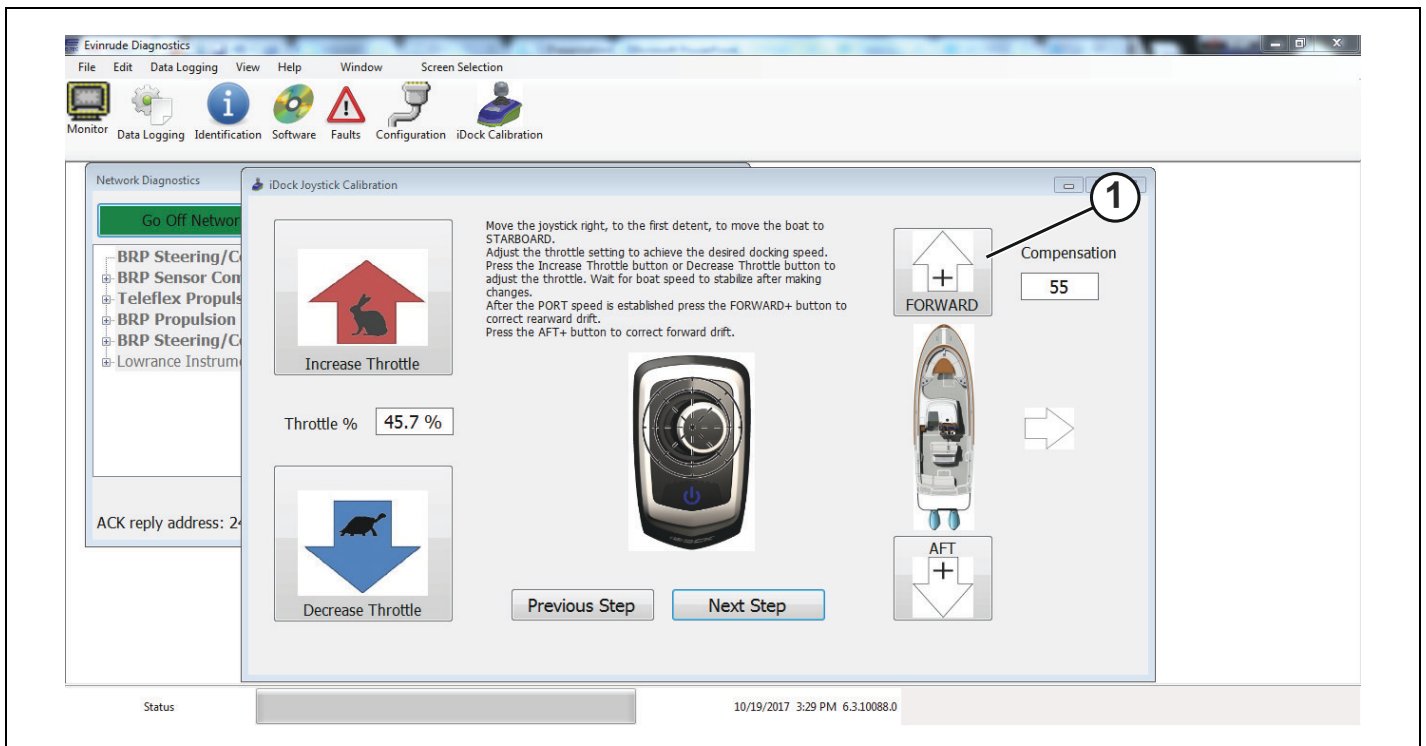 Evinrude Diagnostics
File Edit Data Logging View Help Window Screen Selection
Monitor Data Logging Identification Software Faults Configuration iDock Calibration
Network Diagnostics
Go Off Networ
BRP Steering/C
BRP Sensor Con
Teleflex Propuls
BRP Propulsion
BRP Steering/C
Lowrance Instrum
ACK reply address: 24
iDock Joystick Calibration
Increase Throttle
Throttle % 45.7 %
Decrease Throttle
Move the joystick right, to the first detent, to move the boat to
STARBOARD.
Adjust the throttle setting to achieve the desired docking speed.
Press the Increase Throttle button or Decrease Throttle button to
adjust the throttle. Wait for boat speed to stabilize after making
changes.
After the PORT speed is established press the FORWARD+ button to
correct rearward drift.
Press the AFT+ button to correct forward drift.
Previous Step Next Step
1
+
FORWARD
Compensation
55
AFT
+
Status
10/19/2017 3:29 PM 6.3.10088.0